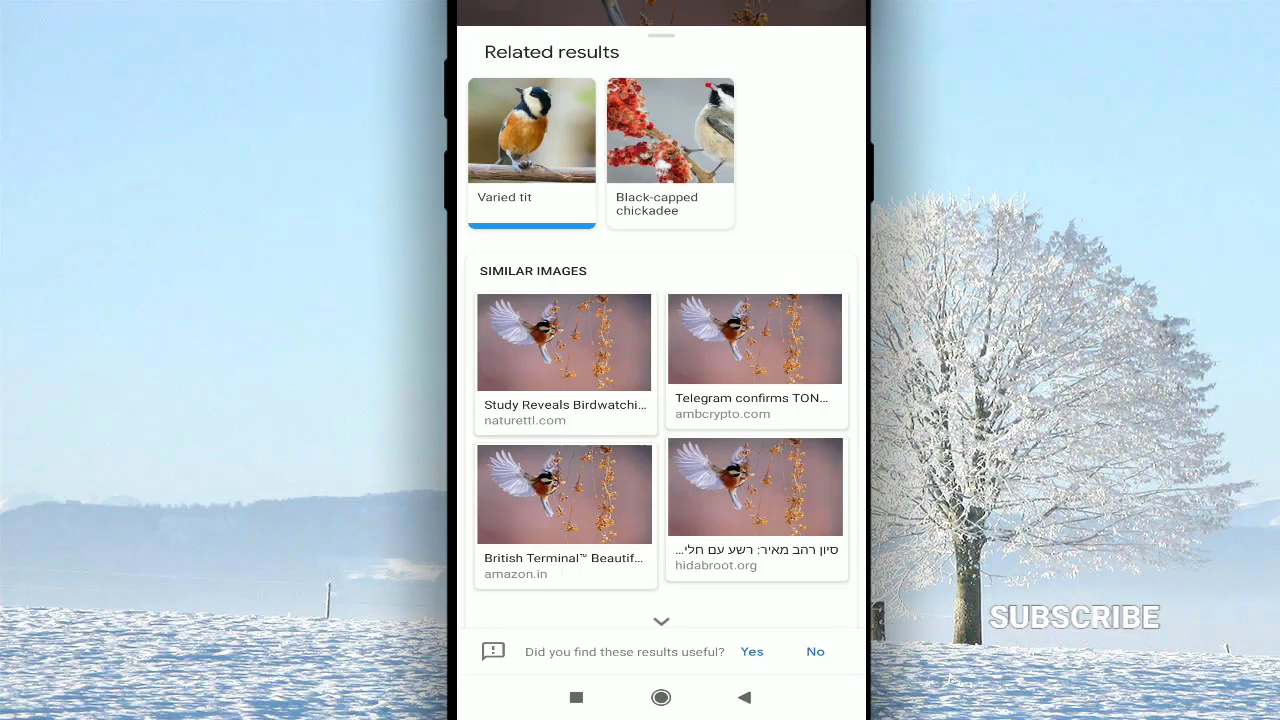 Related results
Varied tit
Black-capped
chickadee
SIMILAR IMAGES
Study Reveals Birdwatchi...
naturettl.com
Telegram confirms TON...
ambcrypto.com
British Terminal™ Beautif...
amazon.in
סיון רהב מאיר: רשע עם חלי...
hidabroot.org
Did you find these results useful?
Yes
No
SUBSCRIBE